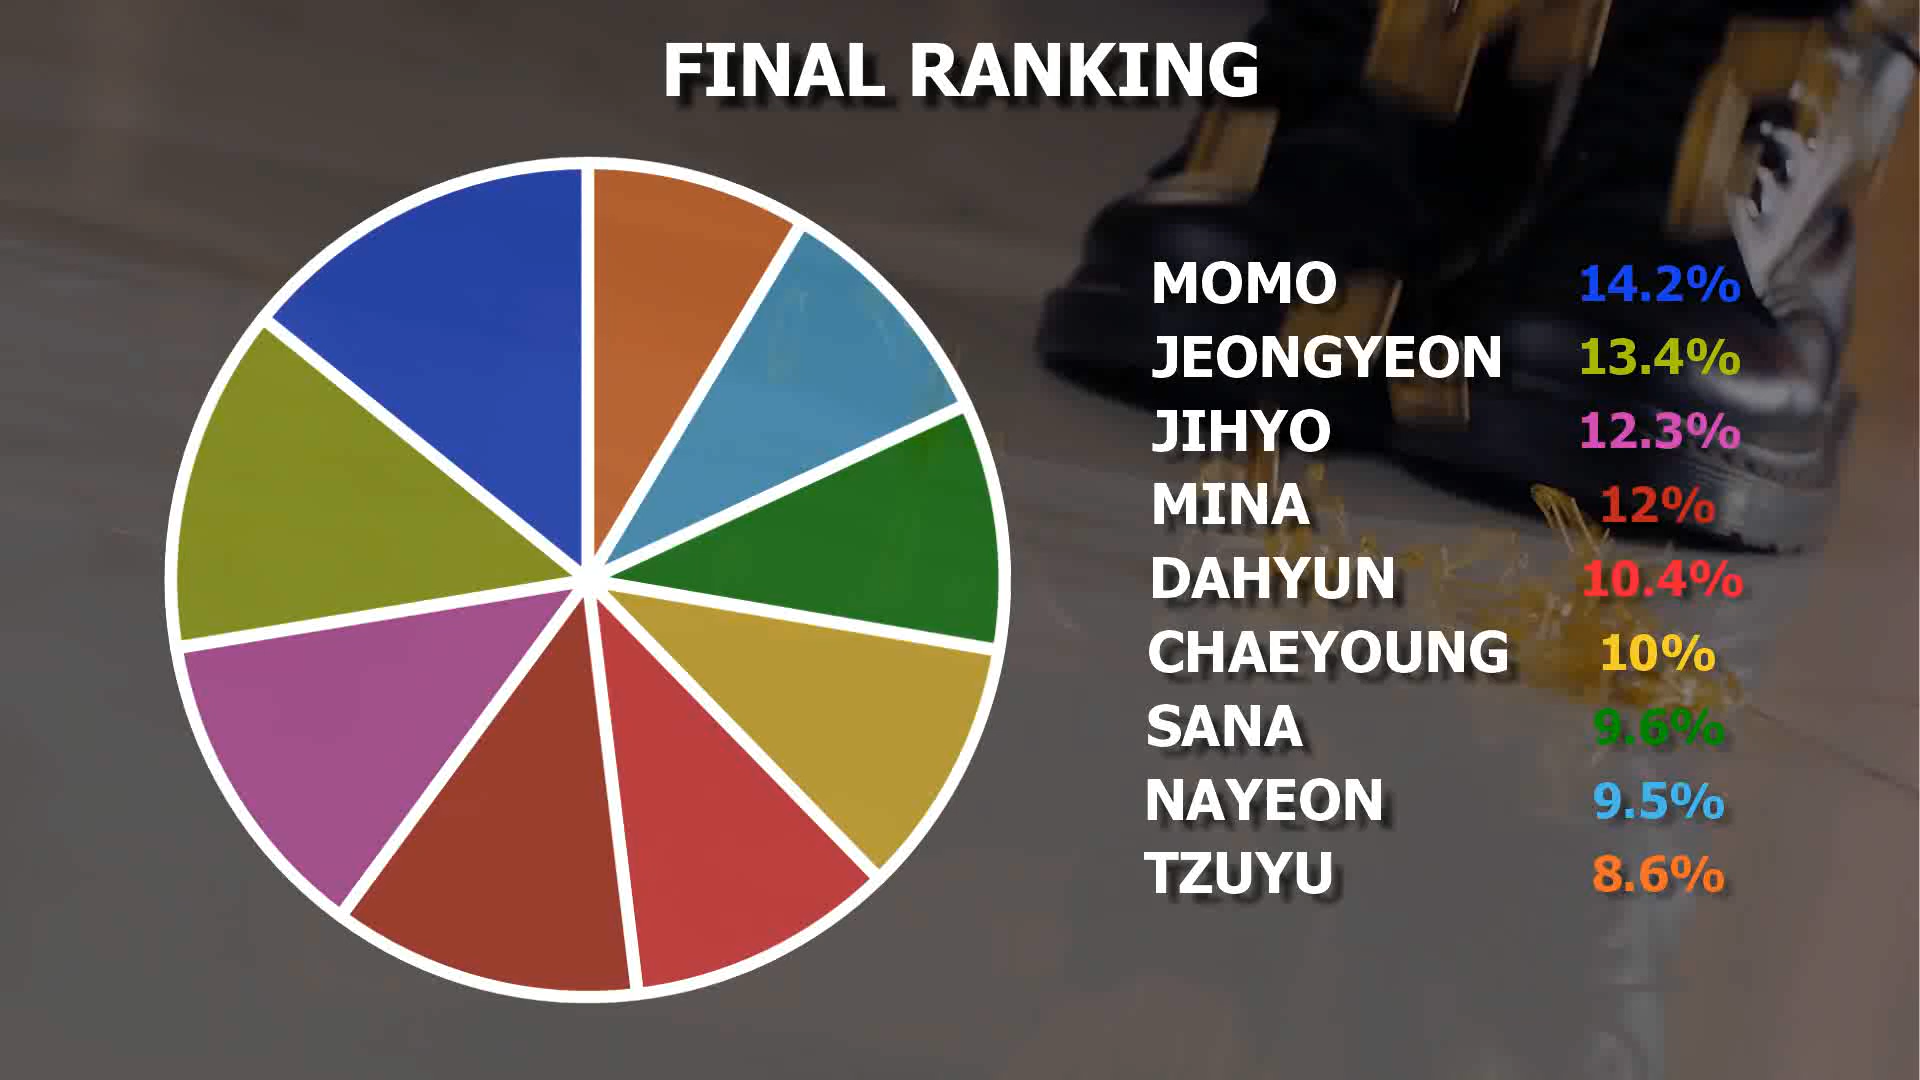 FINAL RANKING
MOMO 14.2%
JEONGYEON 13.4%
JIHYO 12.3%
MINA 12%
DAHYUN 10.4%
CHAEYOUNG 10%
SANA 9.6%
NAYEON 9.5%
TZUYU 8.6%